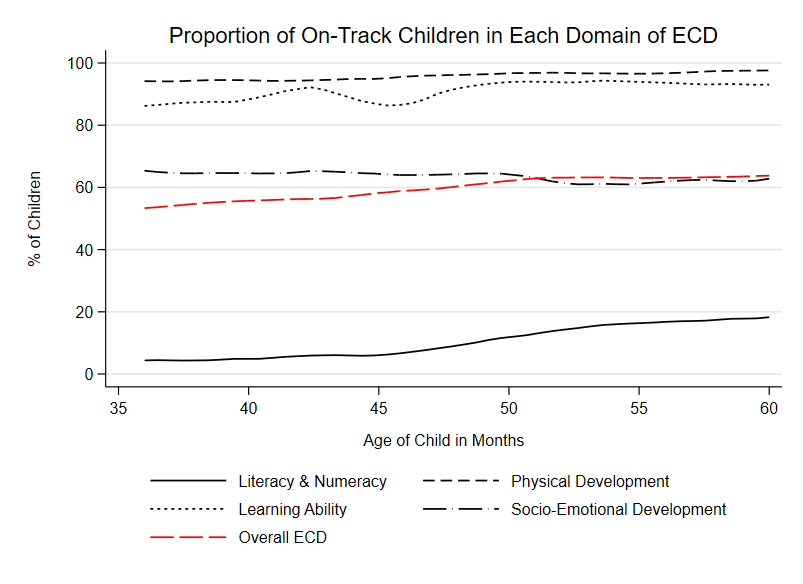 Proportion of On-Track Children in Each Domain of ECD
% of Children
100
80
60
40
20
0
35 40 45 50 55 60
Age of Child in Months
Literacy & Numeracy Physical Development
Learning Ability Socio-Emotional Development
Overall ECD